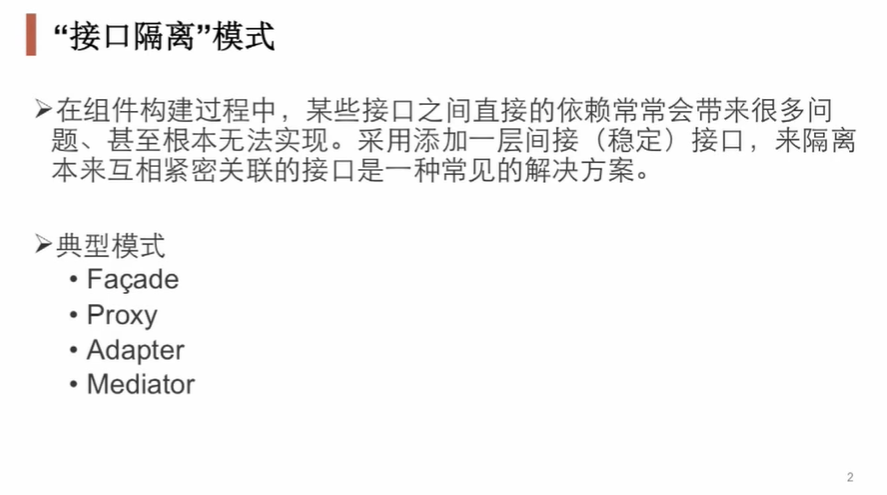 “接口隔离”模式
➢在组件构建过程中，某些接口之间直接的依赖常常会带来很多问
题、甚至根本无法实现。采用添加一层间接（稳定）接口，来隔离
本来互相紧密关联的接口是一种常见的解决方案。
➢典型模式
• Façade
• Proxy
• Adapter
• Mediator
2